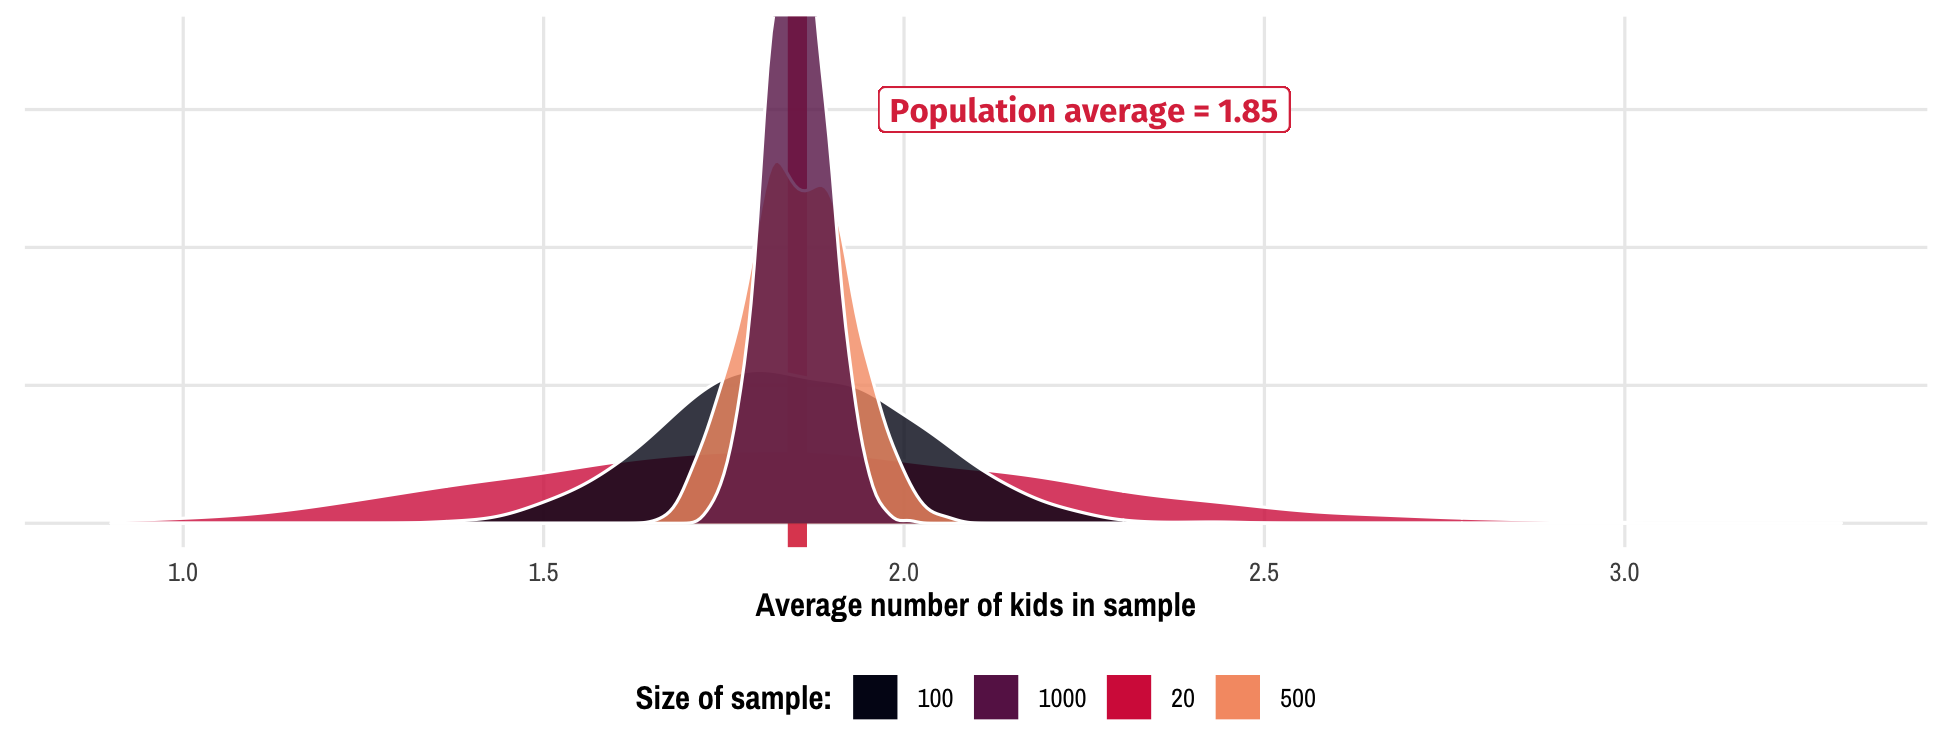 Population average = 1.85
1.0 1.5 2.0 2.5 3.0
Average number of kids in sample
Size of sample: 100 1000 20 500